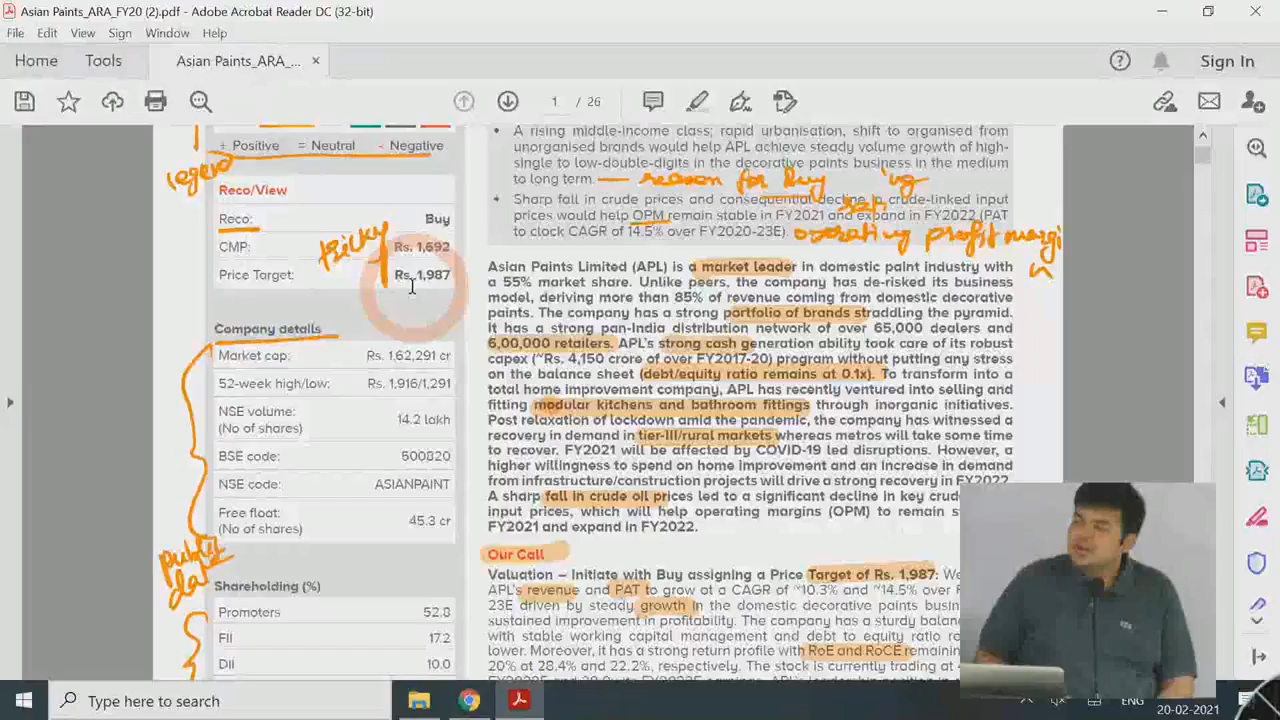 Asian Paints_ARA_FY20 (2).pdf - Adobe Acrobat Reader DC (32-bit)
File Edit View Sign Window Help
Home Tools Asian Paints_ARA_... × Sign In
1 / 26
+ Positive = Neutral - Negative
legend
Reco/View
Reco: Buy
CMP: Rs. 1,692
tricky
Price Target: Rs. 1,987
Company details
Market cap: Rs. 1,62,291 cr
52-week high/low: Rs. 1,916/1,291
NSE volume: 14.2 lakh
(No of shares)
BSE code: 500820
NSE code: ASIANPAINT
Free float: 45.3 cr
(No of shares)
public
data
Shareholding (%)
Promoters 52.8
FII 17.2
DII 10.0
• A rising middle-income class; rapid urbanisation, shift to organised from
unorganised brands would help APL achieve steady volume growth of high-
single to low-double-digits in the decorative paints business in the medium
to long term. — reason for buy
• Sharp fall in crude prices and consequential decline in crude-linked input
prices would help OPM remain stable in FY2021 and expand in FY2022 (PAT
to clock CAGR of 14.5% over FY2020-23E). operating profit margi
n
Asian Paints Limited (APL) is a market leader in domestic paint industry with
a 55% market share. Unlike peers, the company has de-risked its business
model, deriving more than 85% of revenue coming from domestic decorative
paints. The company has a strong portfolio of brands straddling the pyramid.
It has a strong pan-India distribution network of over 65,000 dealers and
6,00,000 retailers. APL's strong cash generation ability took care of its robust
capex (~Rs. 4,150 crore of over FY2017-20) program without putting any stress
on the balance sheet (debt/equity ratio remains at 0.1x). To transform into a
total home improvement company, APL has recently ventured into selling and
fitting modular kitchens and bathroom fittings through inorganic initiatives.
Post relaxation of lockdown amid the pandemic, the company has witnessed a
recovery in demand in tier-III/rural markets whereas metros will take some time
to recover. FY2021 will be affected by COVID-19 led disruptions. However, a
higher willingness to spend on home improvement and an increase in demand
from infrastructure/construction projects will drive a strong recovery in FY2022.
A sharp fall in crude oil prices led to a significant decline in key crude
input prices, which will help operating margins (OPM) to remain s
FY2021 and expand in FY2022.
Our Call
Valuation – Initiate with Buy assigning a Price Target of Rs. 1,987: We
APL's revenue and PAT to grow at a CAGR of ~10.3% and ~14.5% over F
23E driven by steady growth in the domestic decorative paints busin
sustained improvement in profitability. The company has a sturdy balan
with stable working capital management and debt to equity ratio re
lower. Moreover, it has a strong return profile with RoE and RoCE remaining
20% at 28.4% and 22.2%, respectively. The stock is currently trading at
Type here to search
ENG
20-02-2021